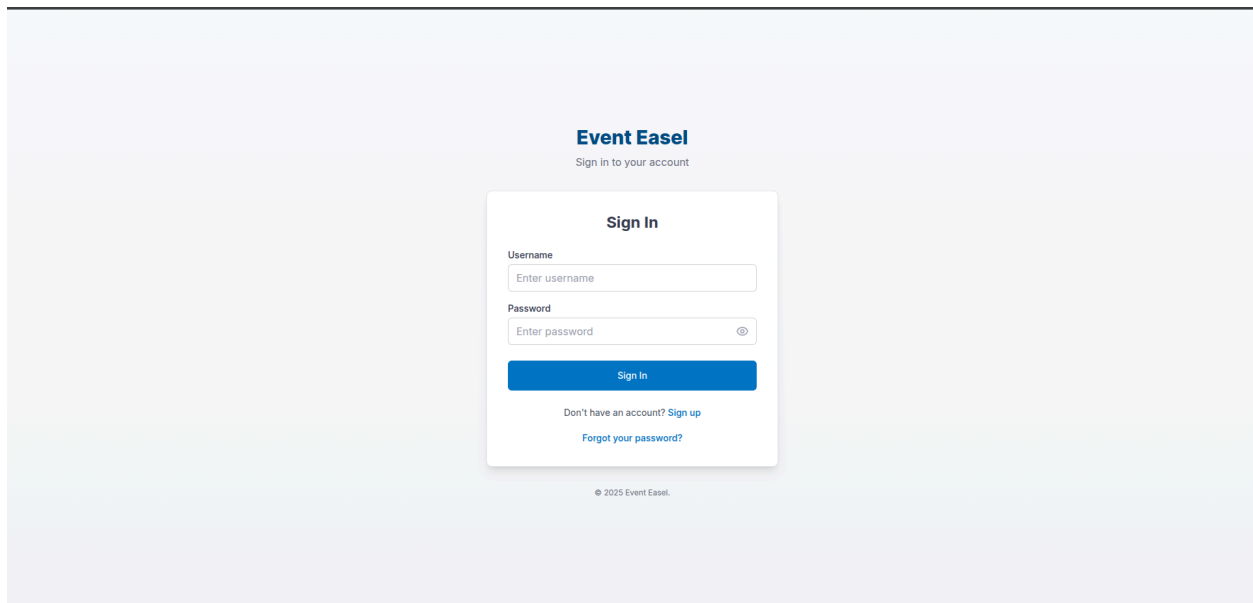 Event Easel
Sign in to your account
Sign In
Username
Enter username
Password
Enter password
Sign In
Don't have an account? Sign up
Forgot your password?
© 2025 Event Easel.